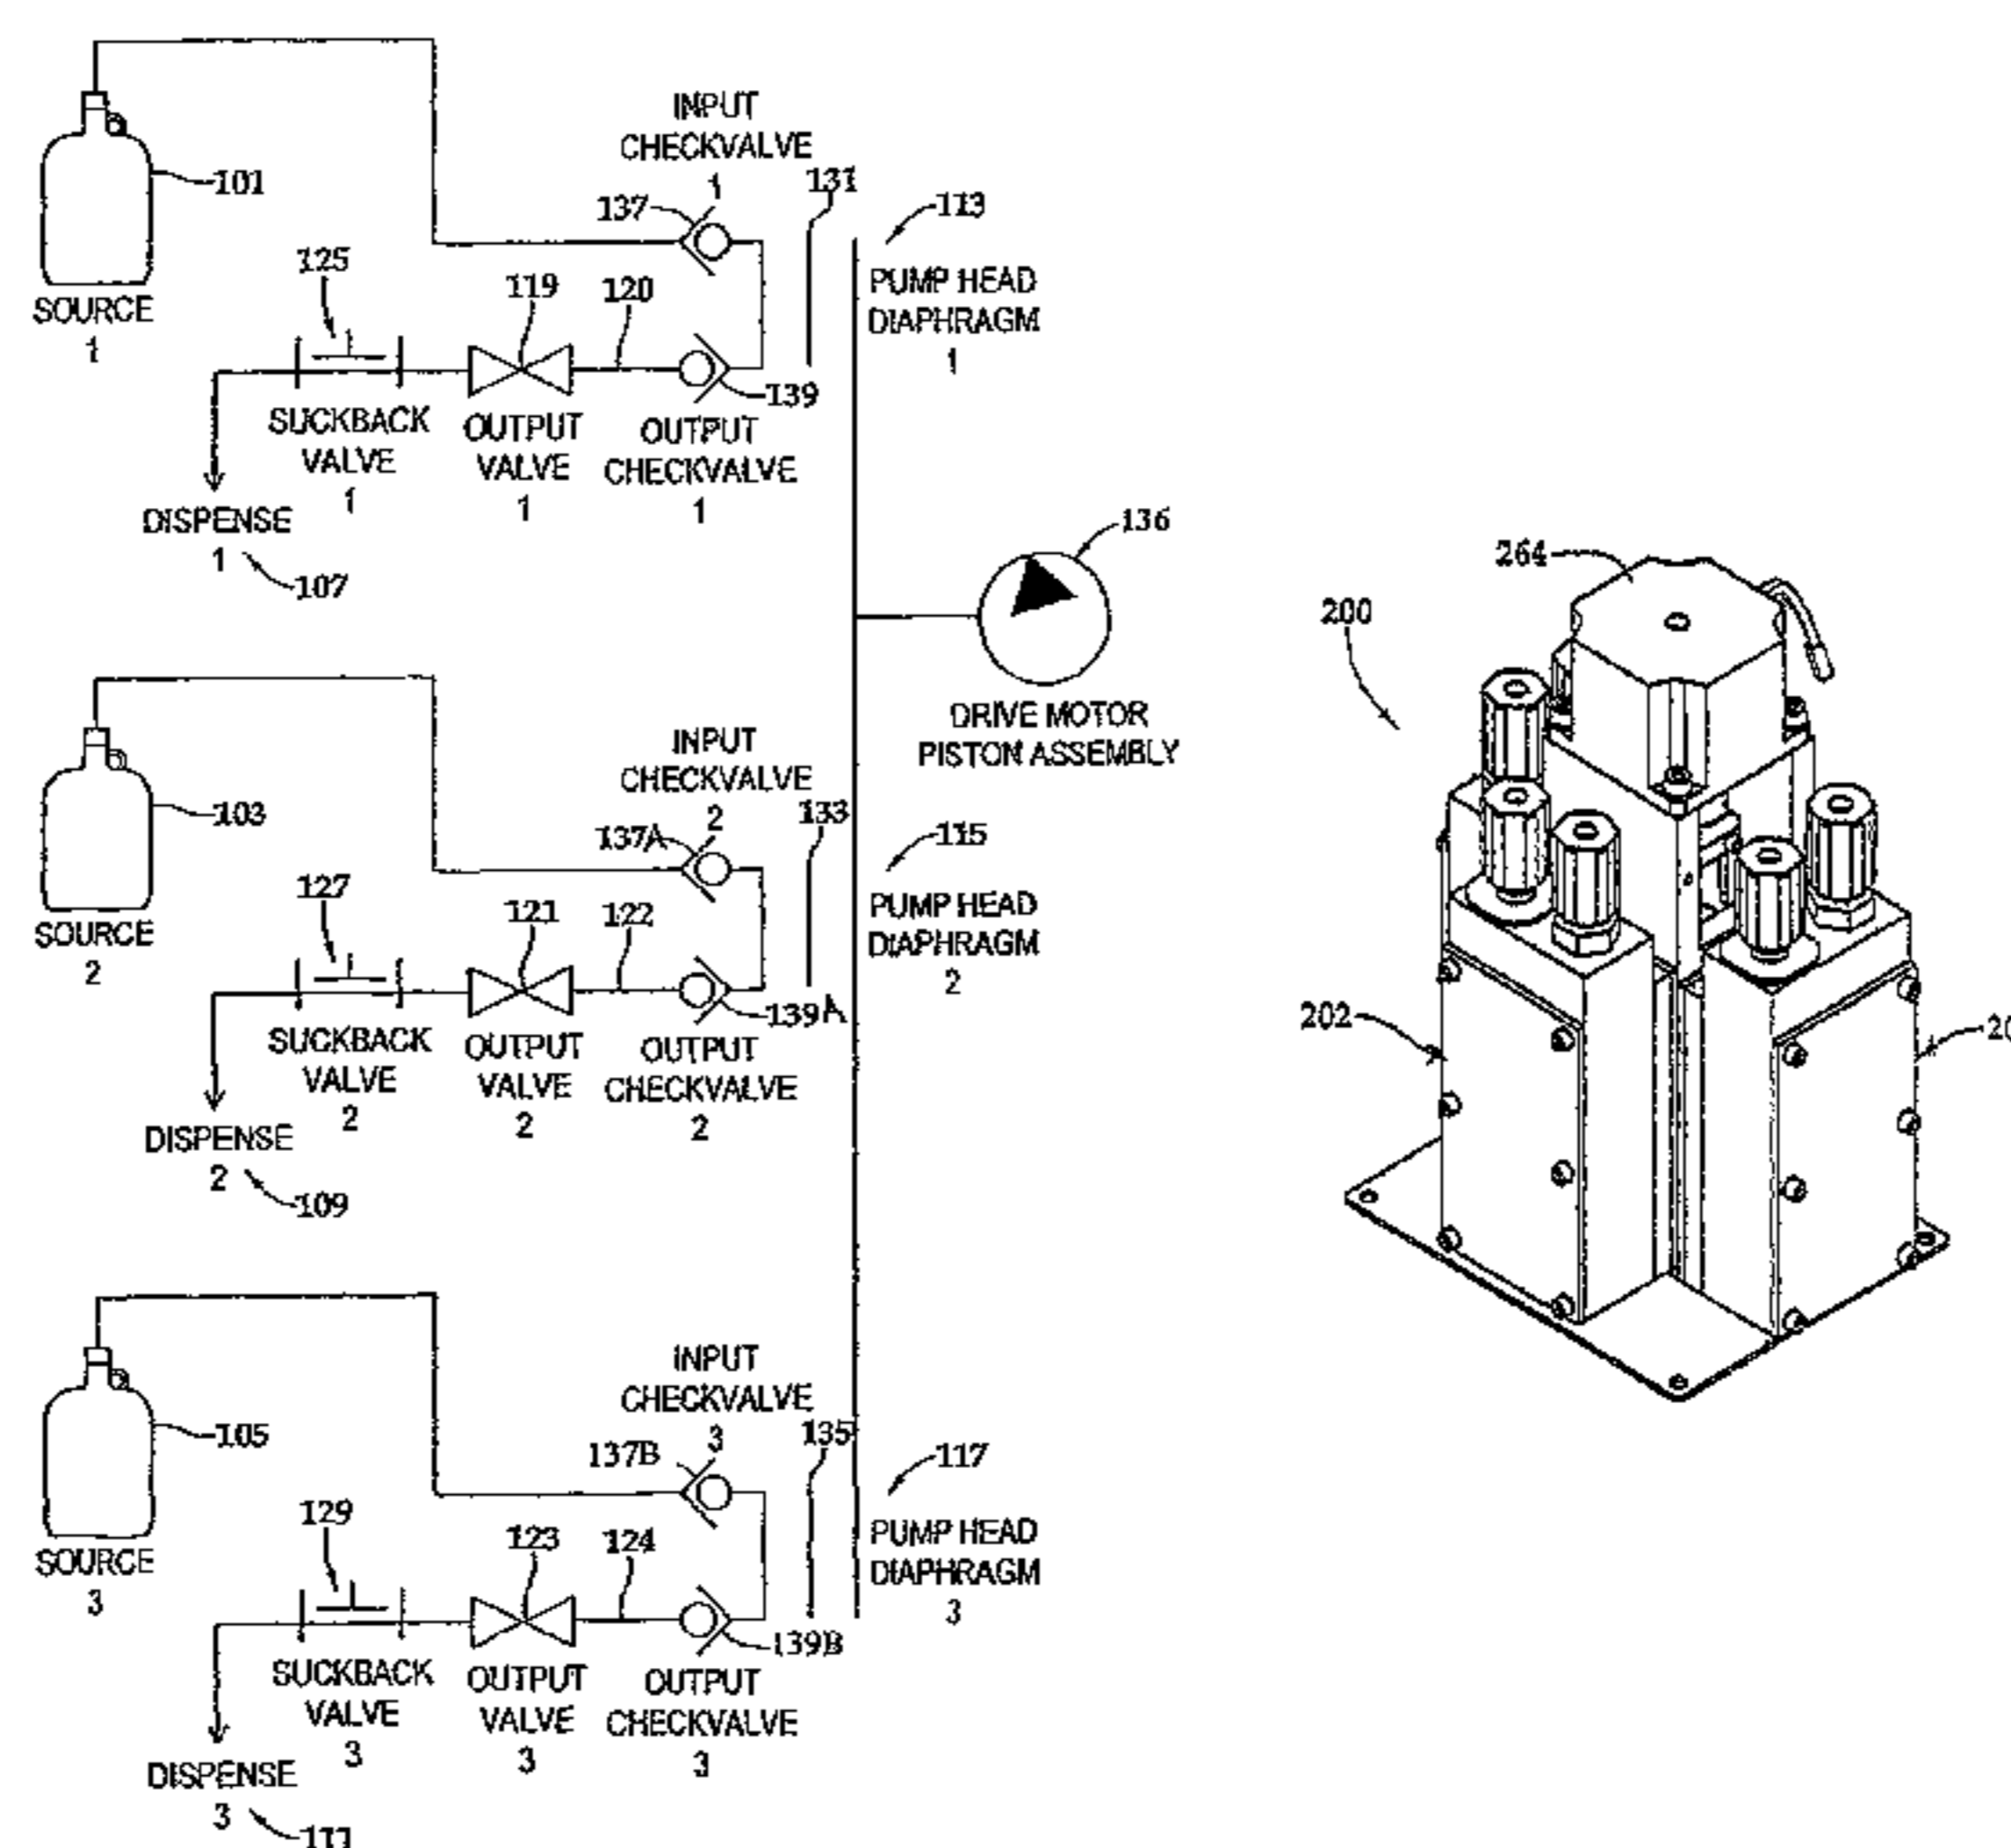 INPUT
CHECKVALVE
1
137
131
113
101
PUMP HEAD
DIAPHRAGM
1
SOURCE
1
125
119
120
139
SUCKBACK
VALVE
1
OUTPUT
VALVE
1
OUTPUT
CHECKVALVE
1
DISPENSE
1
107
136
DRIVE MOTOR
PISTON ASSEMBLY
INPUT
CHECKVALVE
2
137A
133
115
103
PUMP HEAD
DIAPHRAGM
2
SOURCE
2
127
121
122
139A
SUCKBACK
VALVE
2
OUTPUT
VALVE
2
OUTPUT
CHECKVALVE
2
DISPENSE
2
109
INPUT
CHECKVALVE
3
137B
135
117
105
PUMP HEAD
DIAPHRAGM
3
SOURCE
3
129
123
124
139B
SUCKBACK
VALVE
3
OUTPUT
VALVE
3
OUTPUT
CHECKVALVE
3
DISPENSE
3
111
264
200
202